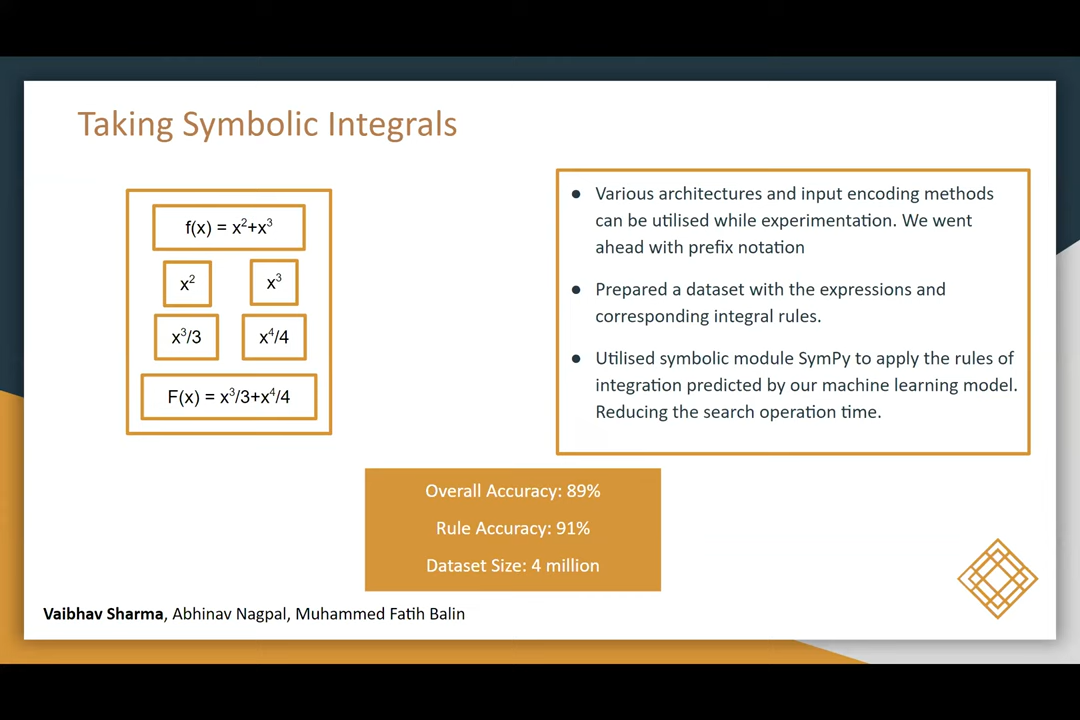 Taking Symbolic Integrals
f(x) = x²+x³
x² x³
x³/3 x⁴/4
F(x) = x³/3+x⁴/4
● Various architectures and input encoding methods
can be utilised while experimentation. We went
ahead with prefix notation
● Prepared a dataset with the expressions and
corresponding integral rules.
● Utilised symbolic module SymPy to apply the rules of
integration predicted by our machine learning model.
Reducing the search operation time.
Overall Accuracy: 89%
Rule Accuracy: 91%
Dataset Size: 4 million
Vaibhav Sharma, Abhinav Nagpal, Muhammed Fatih Balin